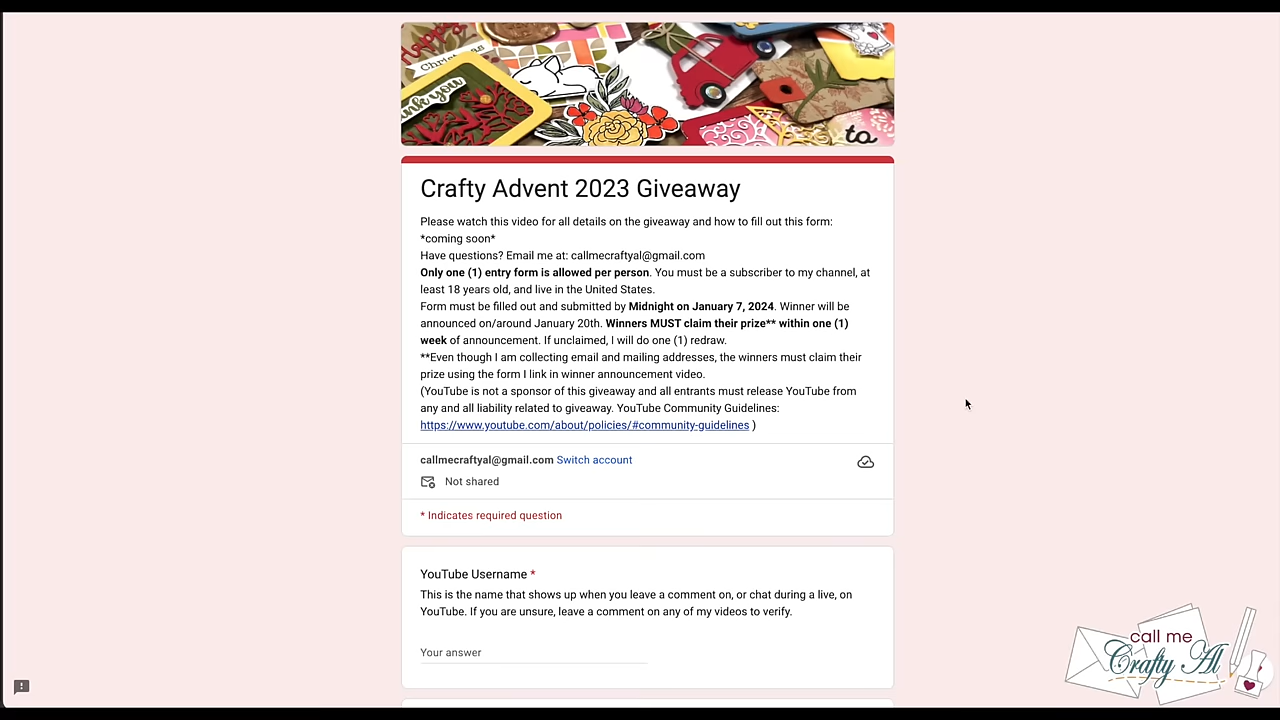 Happy
Christmas
thank you
to
Crafty Advent 2023 Giveaway
Please watch this video for all details on the giveaway and how to fill out this form:
*coming soon*
Have questions? Email me at: callmecraftyal@gmail.com
Only one (1) entry form is allowed per person. You must be a subscriber to my channel, at
least 18 years old, and live in the United States.
Form must be filled out and submitted by Midnight on January 7, 2024. Winner will be
announced on/around January 20th. Winners MUST claim their prize** within one (1)
week of announcement. If unclaimed, I will do one (1) redraw.
**Even though I am collecting email and mailing addresses, the winners must claim their
prize using the form I link in winner announcement video.
(YouTube is not a sponsor of this giveaway and all entrants must release YouTube from
any and all liability related to giveaway. YouTube Community Guidelines:
https://www.youtube.com/about/policies/#community-guidelines )
callmecraftyal@gmail.com Switch account
Not shared
* Indicates required question
YouTube Username *
This is the name that shows up when you leave a comment on, or chat during a live, on
YouTube. If you are unsure, leave a comment on any of my videos to verify.
Your answer
call me
Crafty Al